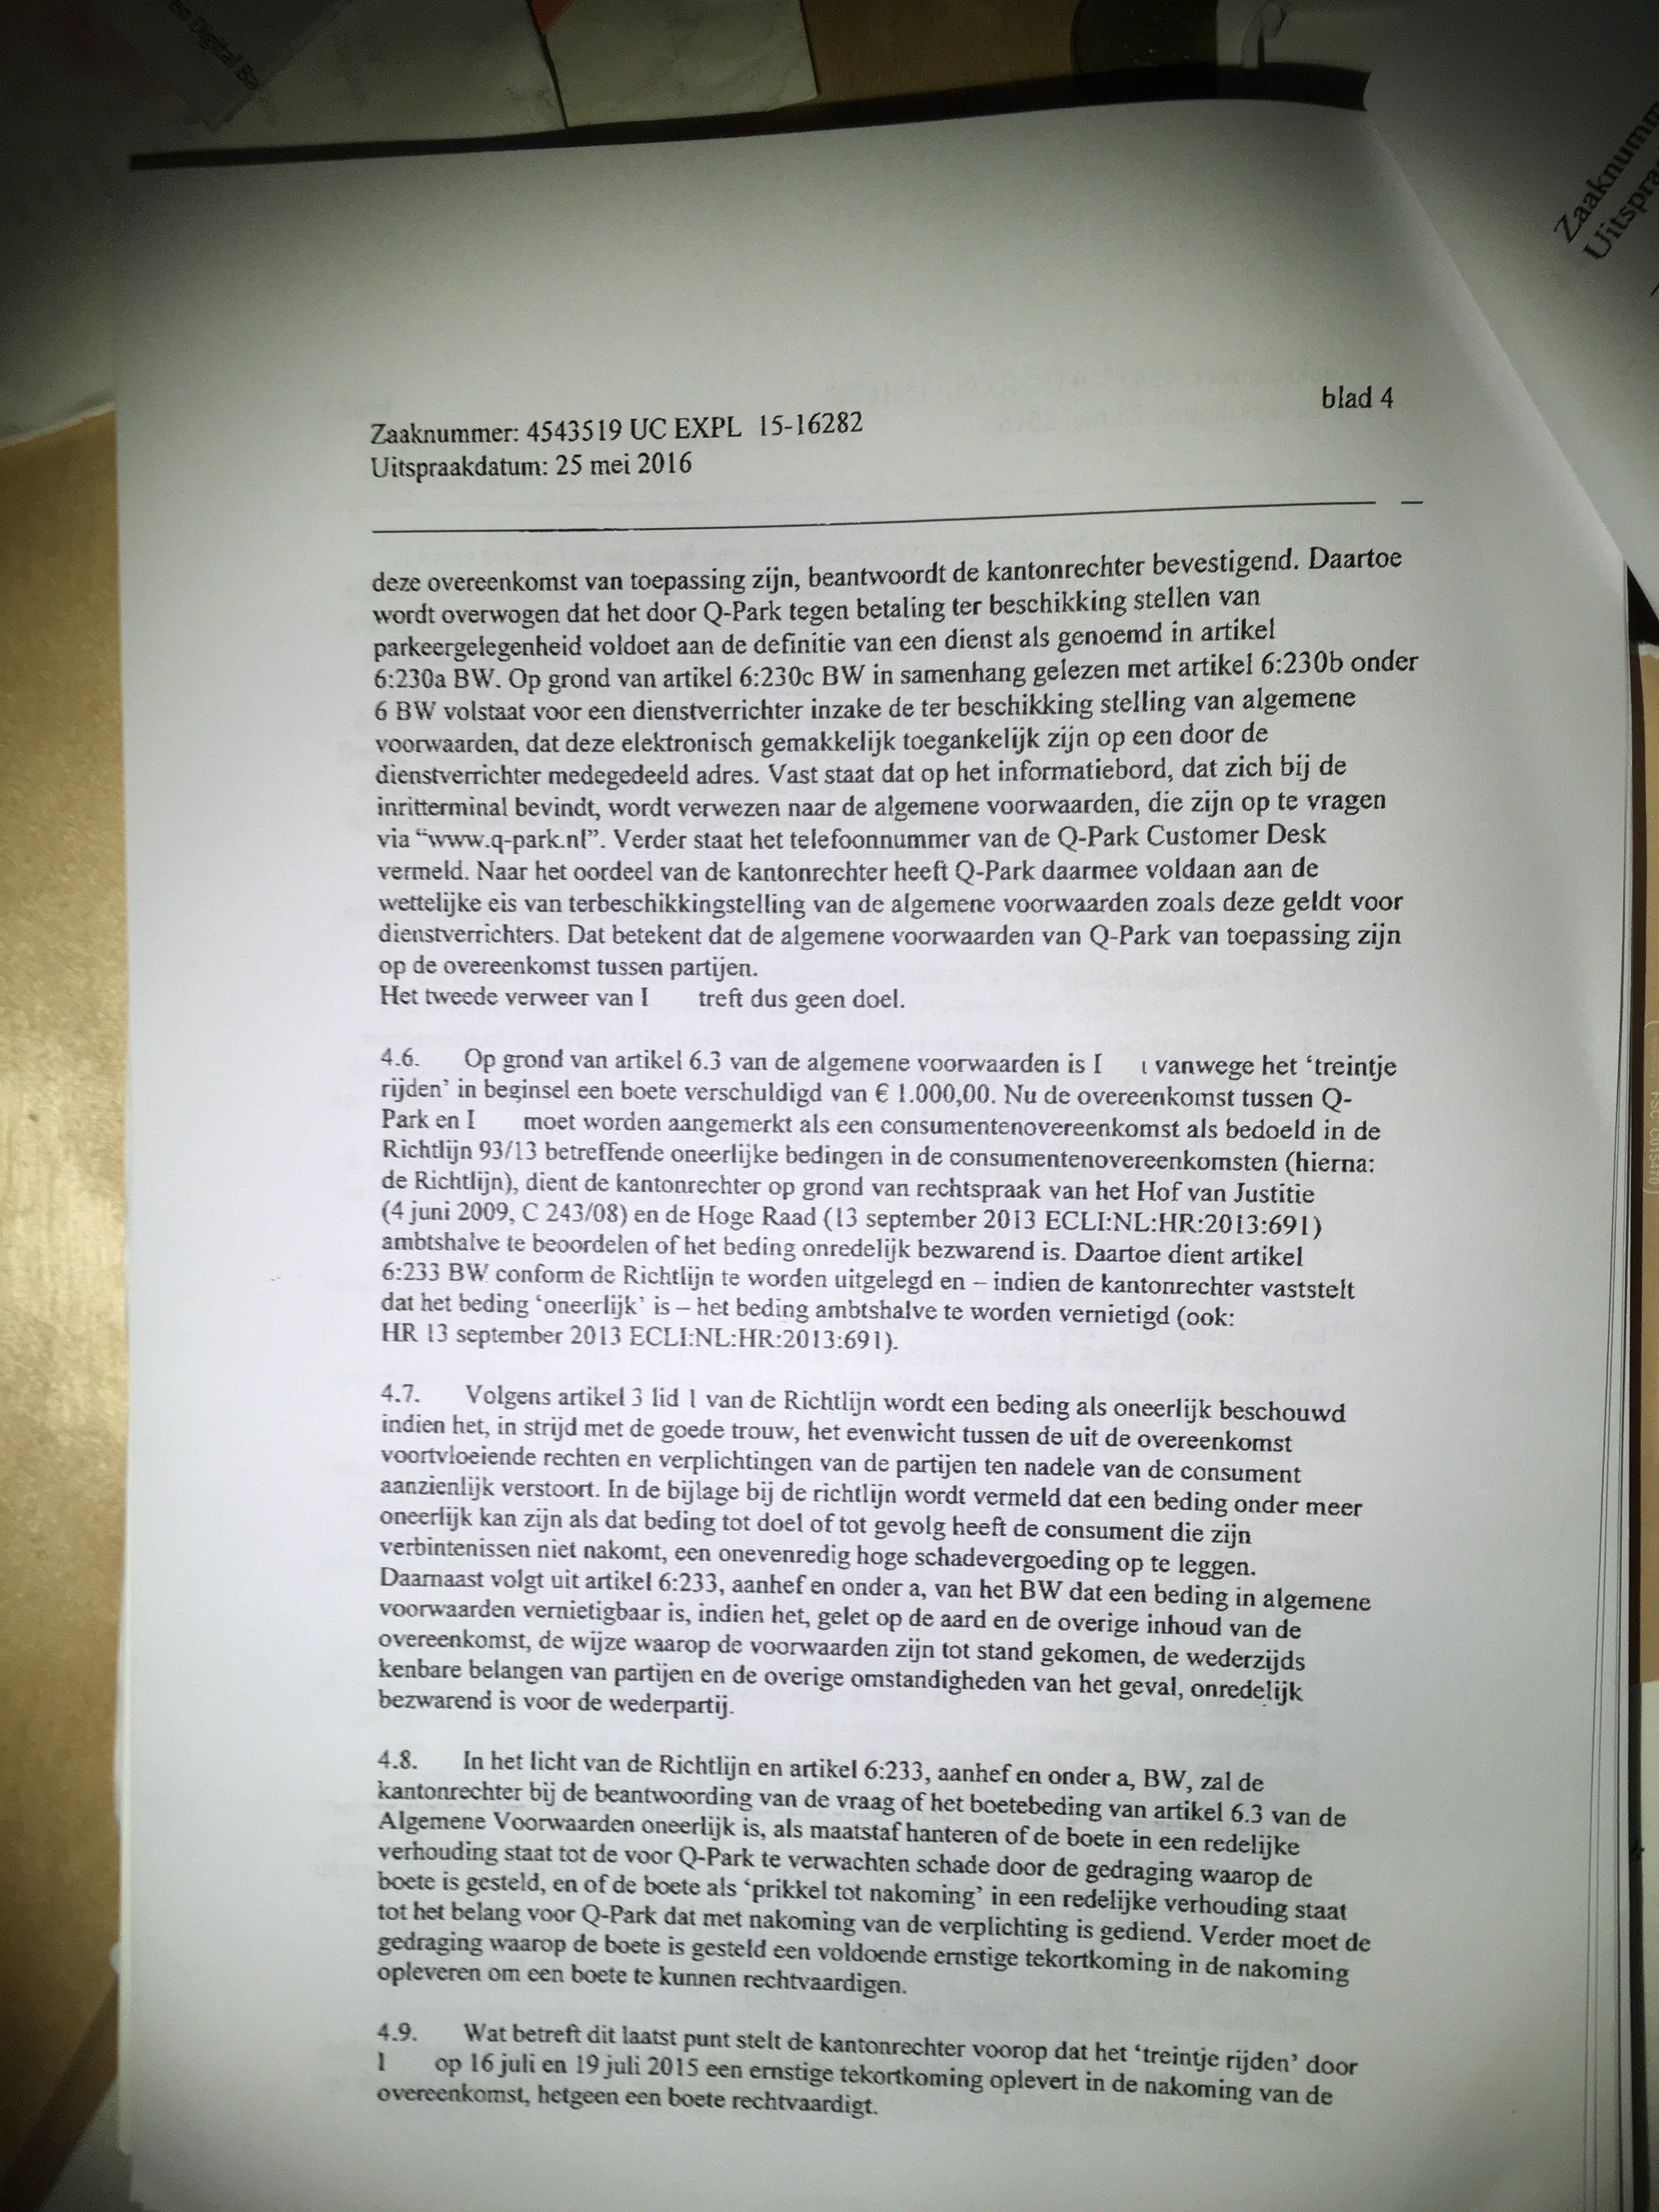 en Digital Ba
Zaaknumm
Uitspra
blad 4
Zaaknummer: 4543519 UC EXPL 15-16282
Uitspraakdatum: 25 mei 2016
deze overeenkomst van toepassing zijn, beantwoordt de kantonrechter bevestigend. Daartoe
wordt overwogen dat het door Q-Park tegen betaling ter beschikking stellen van
parkeergelegenheid voldoet aan de definitie van een dienst als genoemd in artikel
6:230a BW. Op grond van artikel 6:230c BW in samenhang gelezen met artikel 6:230b onder
6 BW volstaat voor een dienstverrichter inzake de ter beschikking stelling van algemene
voorwaarden, dat deze elektronisch gemakkelijk toegankelijk zijn op een door de
dienstverrichter medegedeeld adres. Vast staat dat op het informatiebord, dat zich bij de
inritterminal bevindt, wordt verwezen naar de algemene voorwaarden, die zijn op te vragen
via “www.q-park.nl”. Verder staat het telefoonnummer van de Q-Park Customer Desk
vermeld. Naar het oordeel van de kantonrechter heeft Q-Park daarmee voldaan aan de
wettelijke eis van terbeschikkingstelling van de algemene voorwaarden zoals deze geldt voor
dienstverrichters. Dat betekent dat de algemene voorwaarden van Q-Park van toepassing zijn
op de overeenkomst tussen partijen.
Het tweede verweer van I treft dus geen doel.
4.6. Op grond van artikel 6.3 van de algemene voorwaarden is I vanwege het ‘treintje
rijden’ in beginsel een boete verschuldigd van € 1.000,00. Nu de overeenkomst tussen Q-
Park en I moet worden aangemerkt als een consumentenovereenkomst als bedoeld in de
Richtlijn 93/13 betreffende oneerlijke bedingen in de consumentenovereenkomsten (hierna:
de Richtlijn), dient de kantonrechter op grond van rechtspraak van het Hof van Justitie
(4 juni 2009, C 243/08) en de Hoge Raad (13 september 2013 ECLI:NL:HR:2013:691)
ambtshalve te beoordelen of het beding onredelijk bezwarend is. Daartoe dient artikel
6:233 BW conform de Richtlijn te worden uitgelegd en – indien de kantonrechter vaststelt
dat het beding ‘oneerlijk’ is – het beding ambtshalve te worden vernietigd (ook:
HR 13 september 2013 ECLI:NL:HR:2013:691).
4.7. Volgens artikel 3 lid 1 van de Richtlijn wordt een beding als oneerlijk beschouwd
indien het, in strijd met de goede trouw, het evenwicht tussen de uit de overeenkomst
voortvloeiende rechten en verplichtingen van de partijen ten nadele van de consument
aanzienlijk verstoort. In de bijlage bij de richtlijn wordt vermeld dat een beding onder meer
oneerlijk kan zijn als dat beding tot doel of tot gevolg heeft de consument die zijn
verbintenissen niet nakomt, een onevenredig hoge schadevergoeding op te leggen.
Daarnaast volgt uit artikel 6:233, aanhef en onder a, van het BW dat een beding in algemene
voorwaarden vernietigbaar is, indien het, gelet op de aard en de overige inhoud van de
overeenkomst, de wijze waarop de voorwaarden zijn tot stand gekomen, de wederzijds
kenbare belangen van partijen en de overige omstandigheden van het geval, onredelijk
bezwarend is voor de wederpartij.
4.8. In het licht van de Richtlijn en artikel 6:233, aanhef en onder a, BW, zal de
kantonrechter bij de beantwoording van de vraag of het boetebeding van artikel 6.3 van de
Algemene Voorwaarden oneerlijk is, als maatstaf hanteren of de boete in een redelijke
verhouding staat tot de voor Q-Park te verwachten schade door de gedraging waarop de
boete is gesteld, en of de boete als ‘prikkel tot nakoming’ in een redelijke verhouding staat
tot het belang voor Q-Park dat met nakoming van de verplichting is gediend. Verder moet de
gedraging waarop de boete is gesteld een voldoende ernstige tekortkoming in de nakoming
opleveren om een boete te kunnen rechtvaardigen.
4.9. Wat betreft dit laatst punt stelt de kantonrechter voorop dat het ‘treintje rijden’ door
I op 16 juli en 19 juli 2015 een ernstige tekortkoming oplevert in de nakoming van de
overeenkomst, hetgeen een boete rechtvaardigt.